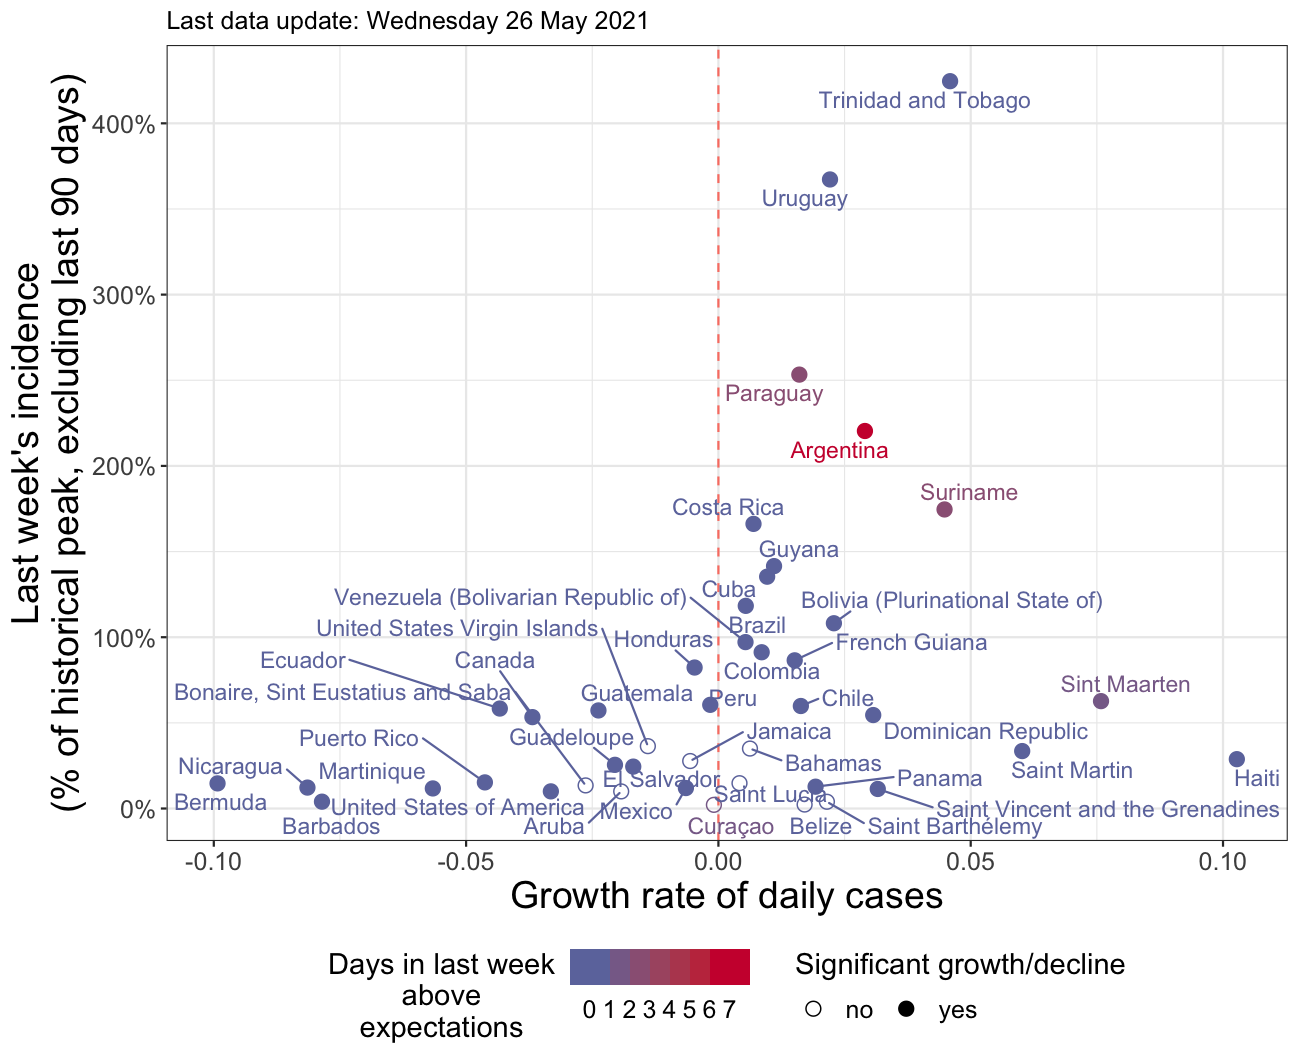 Last data update: Wednesday 26 May 2021
Last week's incidence
(% of historical peak, excluding last 90 days)
400%
300%
200%
100%
0%
Trinidad and Tobago
Uruguay
Paraguay
Argentina
Suriname
Costa Rica
Guyana
Cuba
Venezuela (Bolivarian Republic of)
Bolivia (Plurinational State of)
Brazil
United States Virgin Islands
Honduras
French Guiana
Ecuador
Canada
Colombia
Bonaire, Sint Eustatius and Saba
Guatemala
Peru
Chile
Sint Maarten
Puerto Rico
Guadeloupe
Jamaica
Dominican Republic
Nicaragua
Martinique
El Salvador
Bahamas
Panama
Saint Martin
Haiti
Bermuda
United States of America
Mexico
Saint Lucia
Saint Vincent and the Grenadines
Barbados
Aruba
Curaçao
Belize
Saint Barthélemy
-0.10
-0.05
0.00
0.05
0.10
Growth rate of daily cases
Days in last week
above
expectations
0 1 2 3 4 5 6 7
Significant growth/decline
no
yes